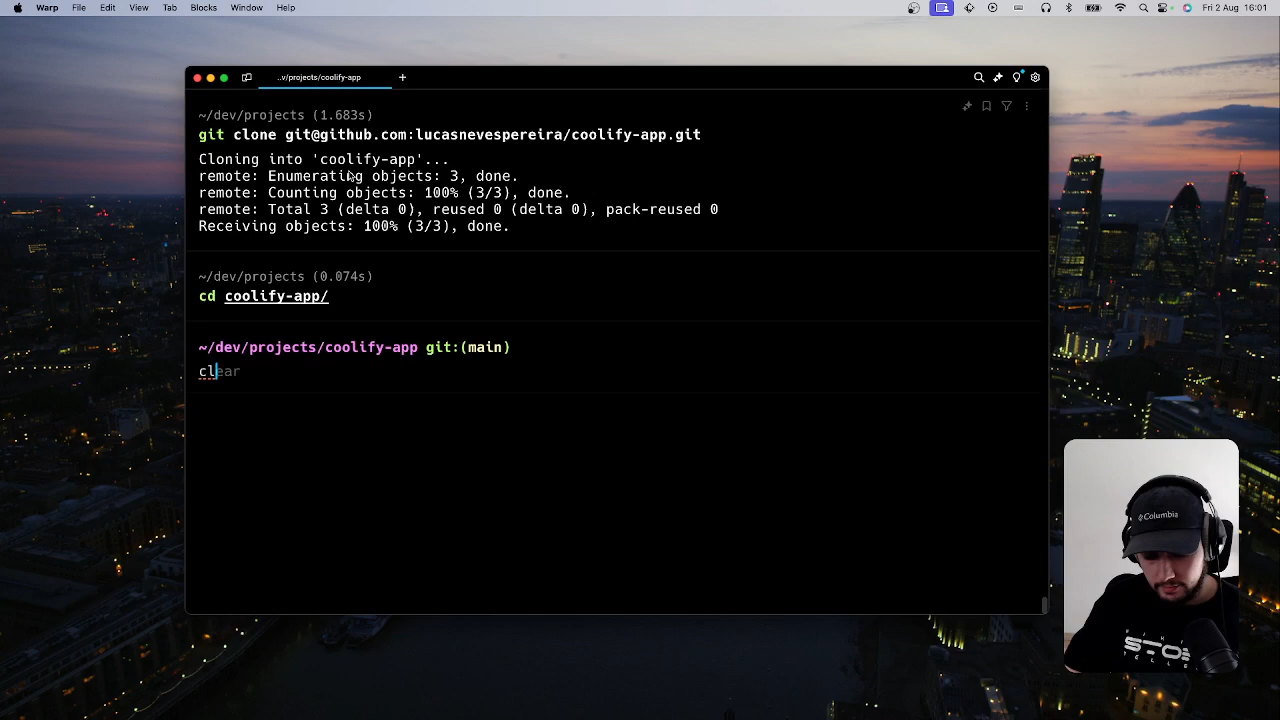 Warp File Edit View Tab Blocks Window Help Fri 2 Aug 16:01
..v/projects/coolify-app +
~/dev/projects (1.683s)
git clone git@github.com:lucasnevespereira/coolify-app.git
Cloning into 'coolify-app'...
remote: Enumerating objects: 3, done.
remote: Counting objects: 100% (3/3), done.
remote: Total 3 (delta 0), reused 0 (delta 0), pack-reused 0
Receiving objects: 100% (3/3), done.
~/dev/projects (0.074s)
cd coolify-app/
~/dev/projects/coolify-app git:(main)
clear
Columbia